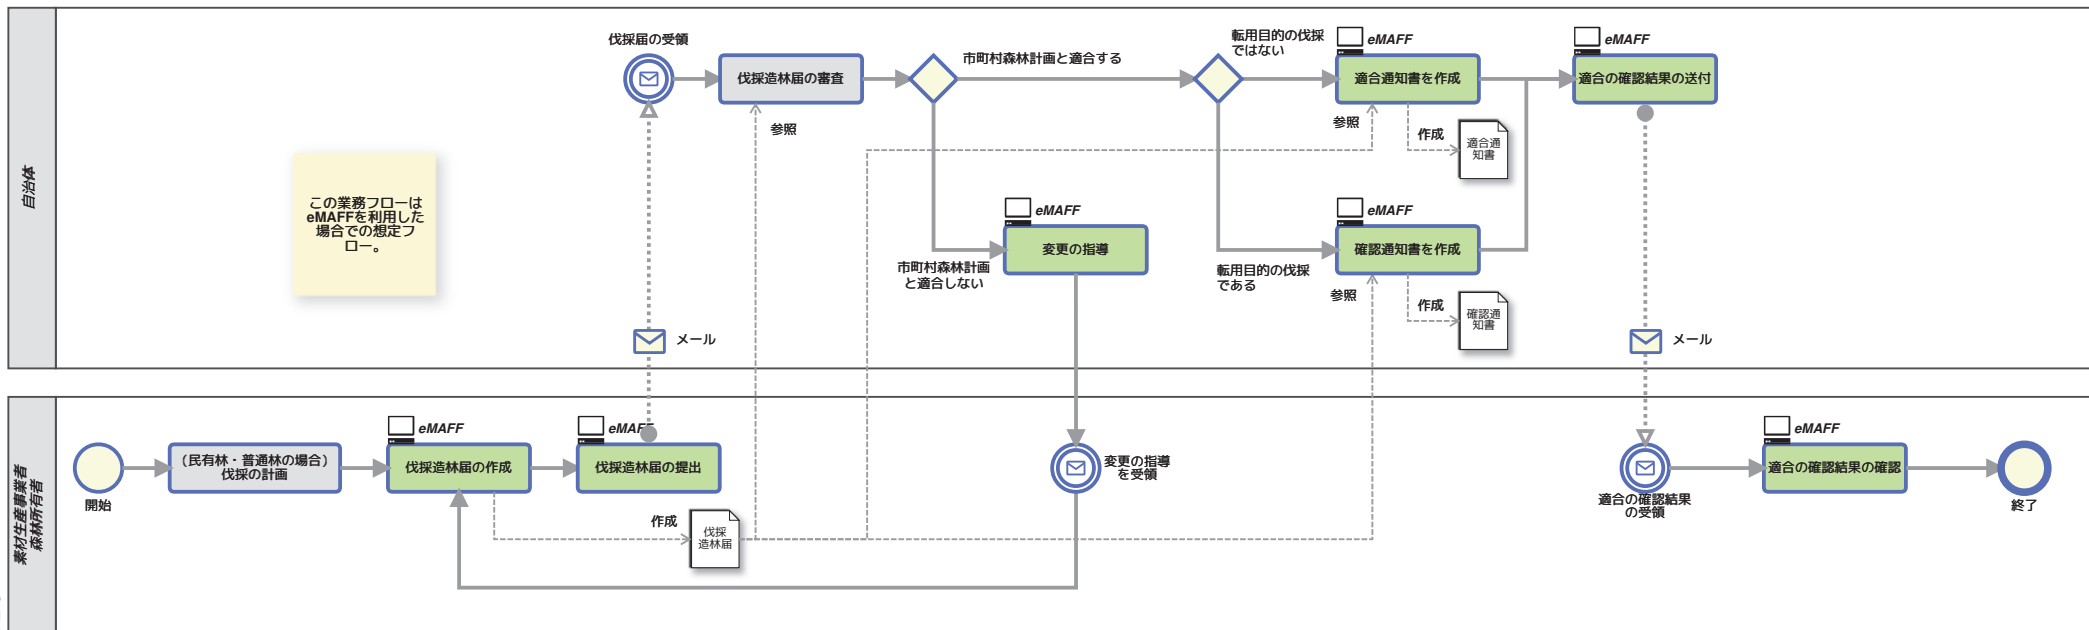 自治体
この業務フローは
eMAFFを利用した
場合での想定フ
ロー。
伐採届の受領
伐採造林届の審査
参照
市町村森林計画と適合する
市町村森林計画
と適合しない
eMAFF
変更の指導
転用目的の伐採
ではない
転用目的の伐採
である
eMAFF
適合通知書を作成
参照
作成
適合通
知書
eMAFF
確認通知書を作成
参照
作成
確認通
知書
eMAFF
適合の確認結果の送付
メール
メール
素材生産事業者
森林所有者
開始
（民有林・普通林の場合）
伐採の計画
eMAFF
伐採造林届の作成
eMAFF
伐採造林届の提出
作成
伐採
造林届
変更の指導
を受領
適合の確認結果
の受領
eMAFF
適合の確認結果の確認
終了